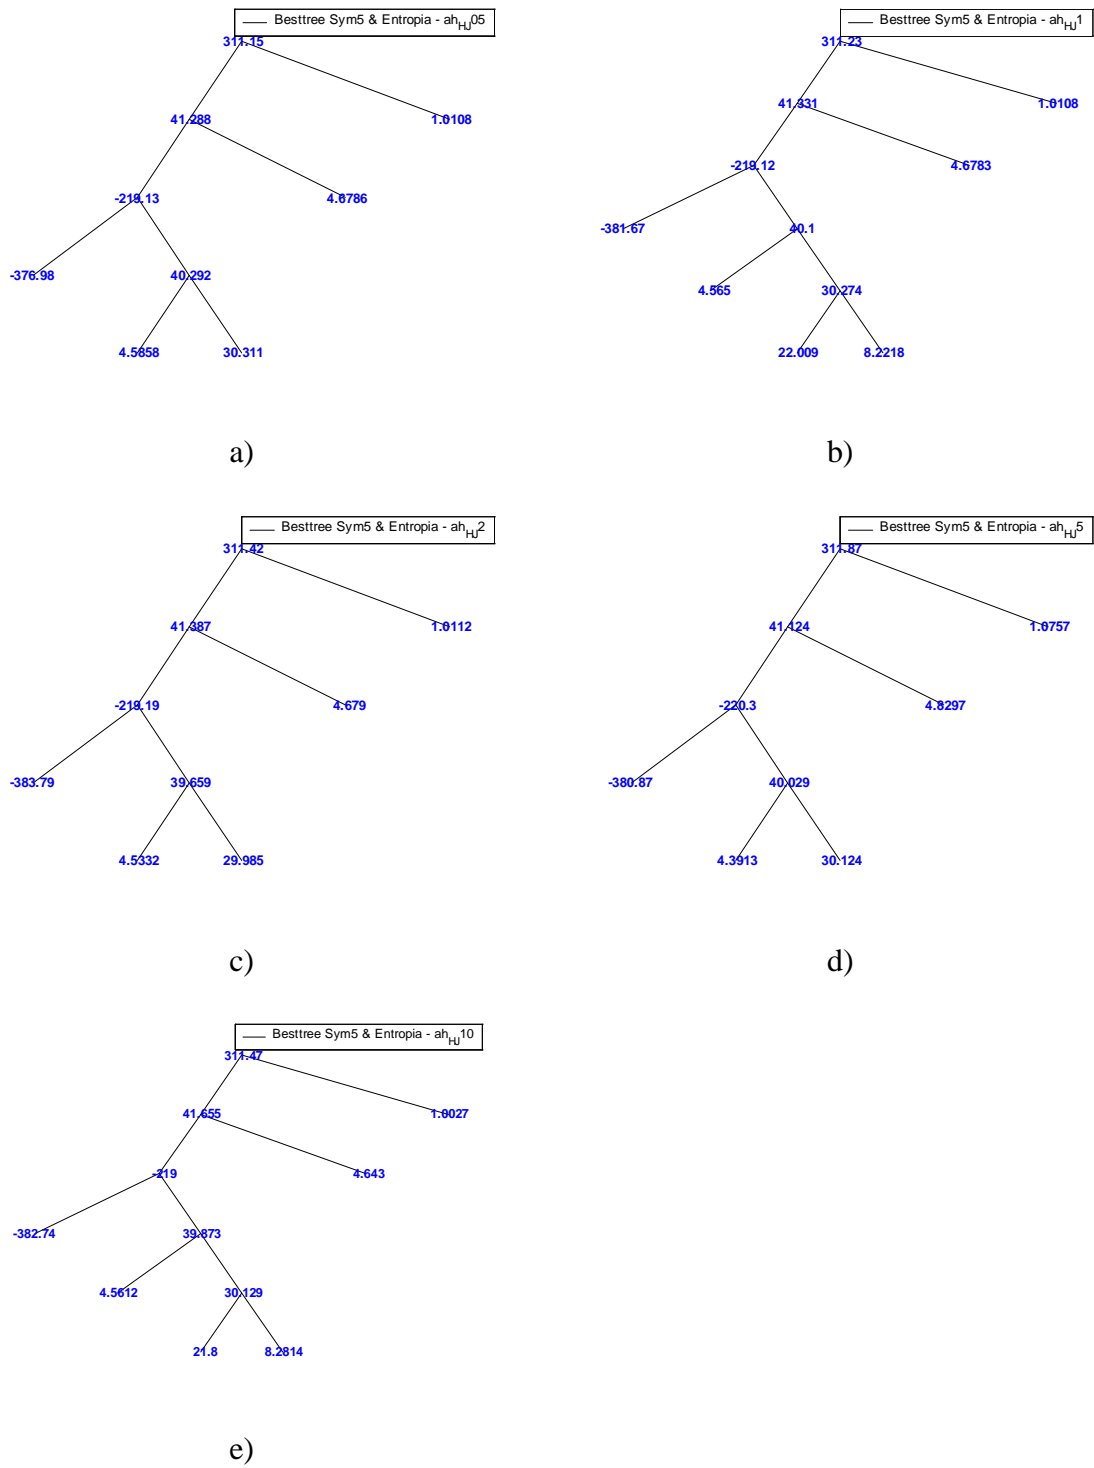 Besttree Sym5 & Entropia - ah_HJ05
311.15
41.288 1.0108
-219.13 4.6786
-376.98 40.292
4.5858 30.311
a)
Besttree Sym5 & Entropia - ah_HJ1
311.23
41.331 1.0108
-219.12 4.6783
-381.67 40.1
4.565 30.274
22.009 8.2218
b)
Besttree Sym5 & Entropia - ah_HJ2
311.42
41.387 1.0112
-219.19 4.679
-383.79 39.659
4.5332 29.985
c)
Besttree Sym5 & Entropia - ah_HJ5
311.87
41.124 1.0757
-220.3 4.8297
-380.87 40.029
4.3913 30.124
d)
Besttree Sym5 & Entropia - ah_HJ10
311.47
41.655 1.0027
-219 4.643
-382.74 39.873
4.5612 30.129
21.8 8.2814
e)